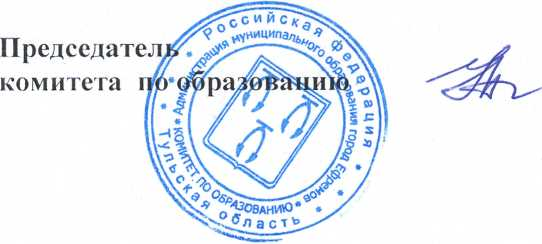 Председатель
комитета по образованию
* Российская Федерация *
Тульская область
Администрация муниципального образования город Ефремов
* КОМИТЕТ ПО ОБРАЗОВАНИЮ *